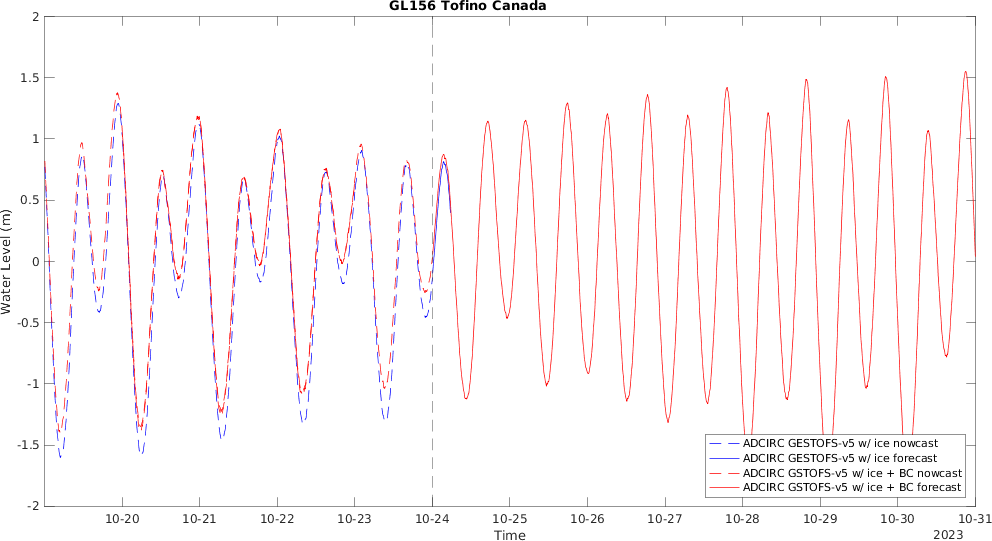 GL156 Tofino Canada
2
1.5
1
0.5
0
-0.5
-1
-1.5
-2
Water Level (m)
ADCIRC GESTOFS-v5 w/ ice nowcast
ADCIRC GESTOFS-v5 w/ ice forecast
ADCIRC GSTOFS-v5 w/ ice + BC nowcast
ADCIRC GSTOFS-v5 w/ ice + BC forecast
10-20 10-21 10-22 10-23 10-24 10-25 10-26 10-27 10-28 10-29 10-30 10-31
Time
2023